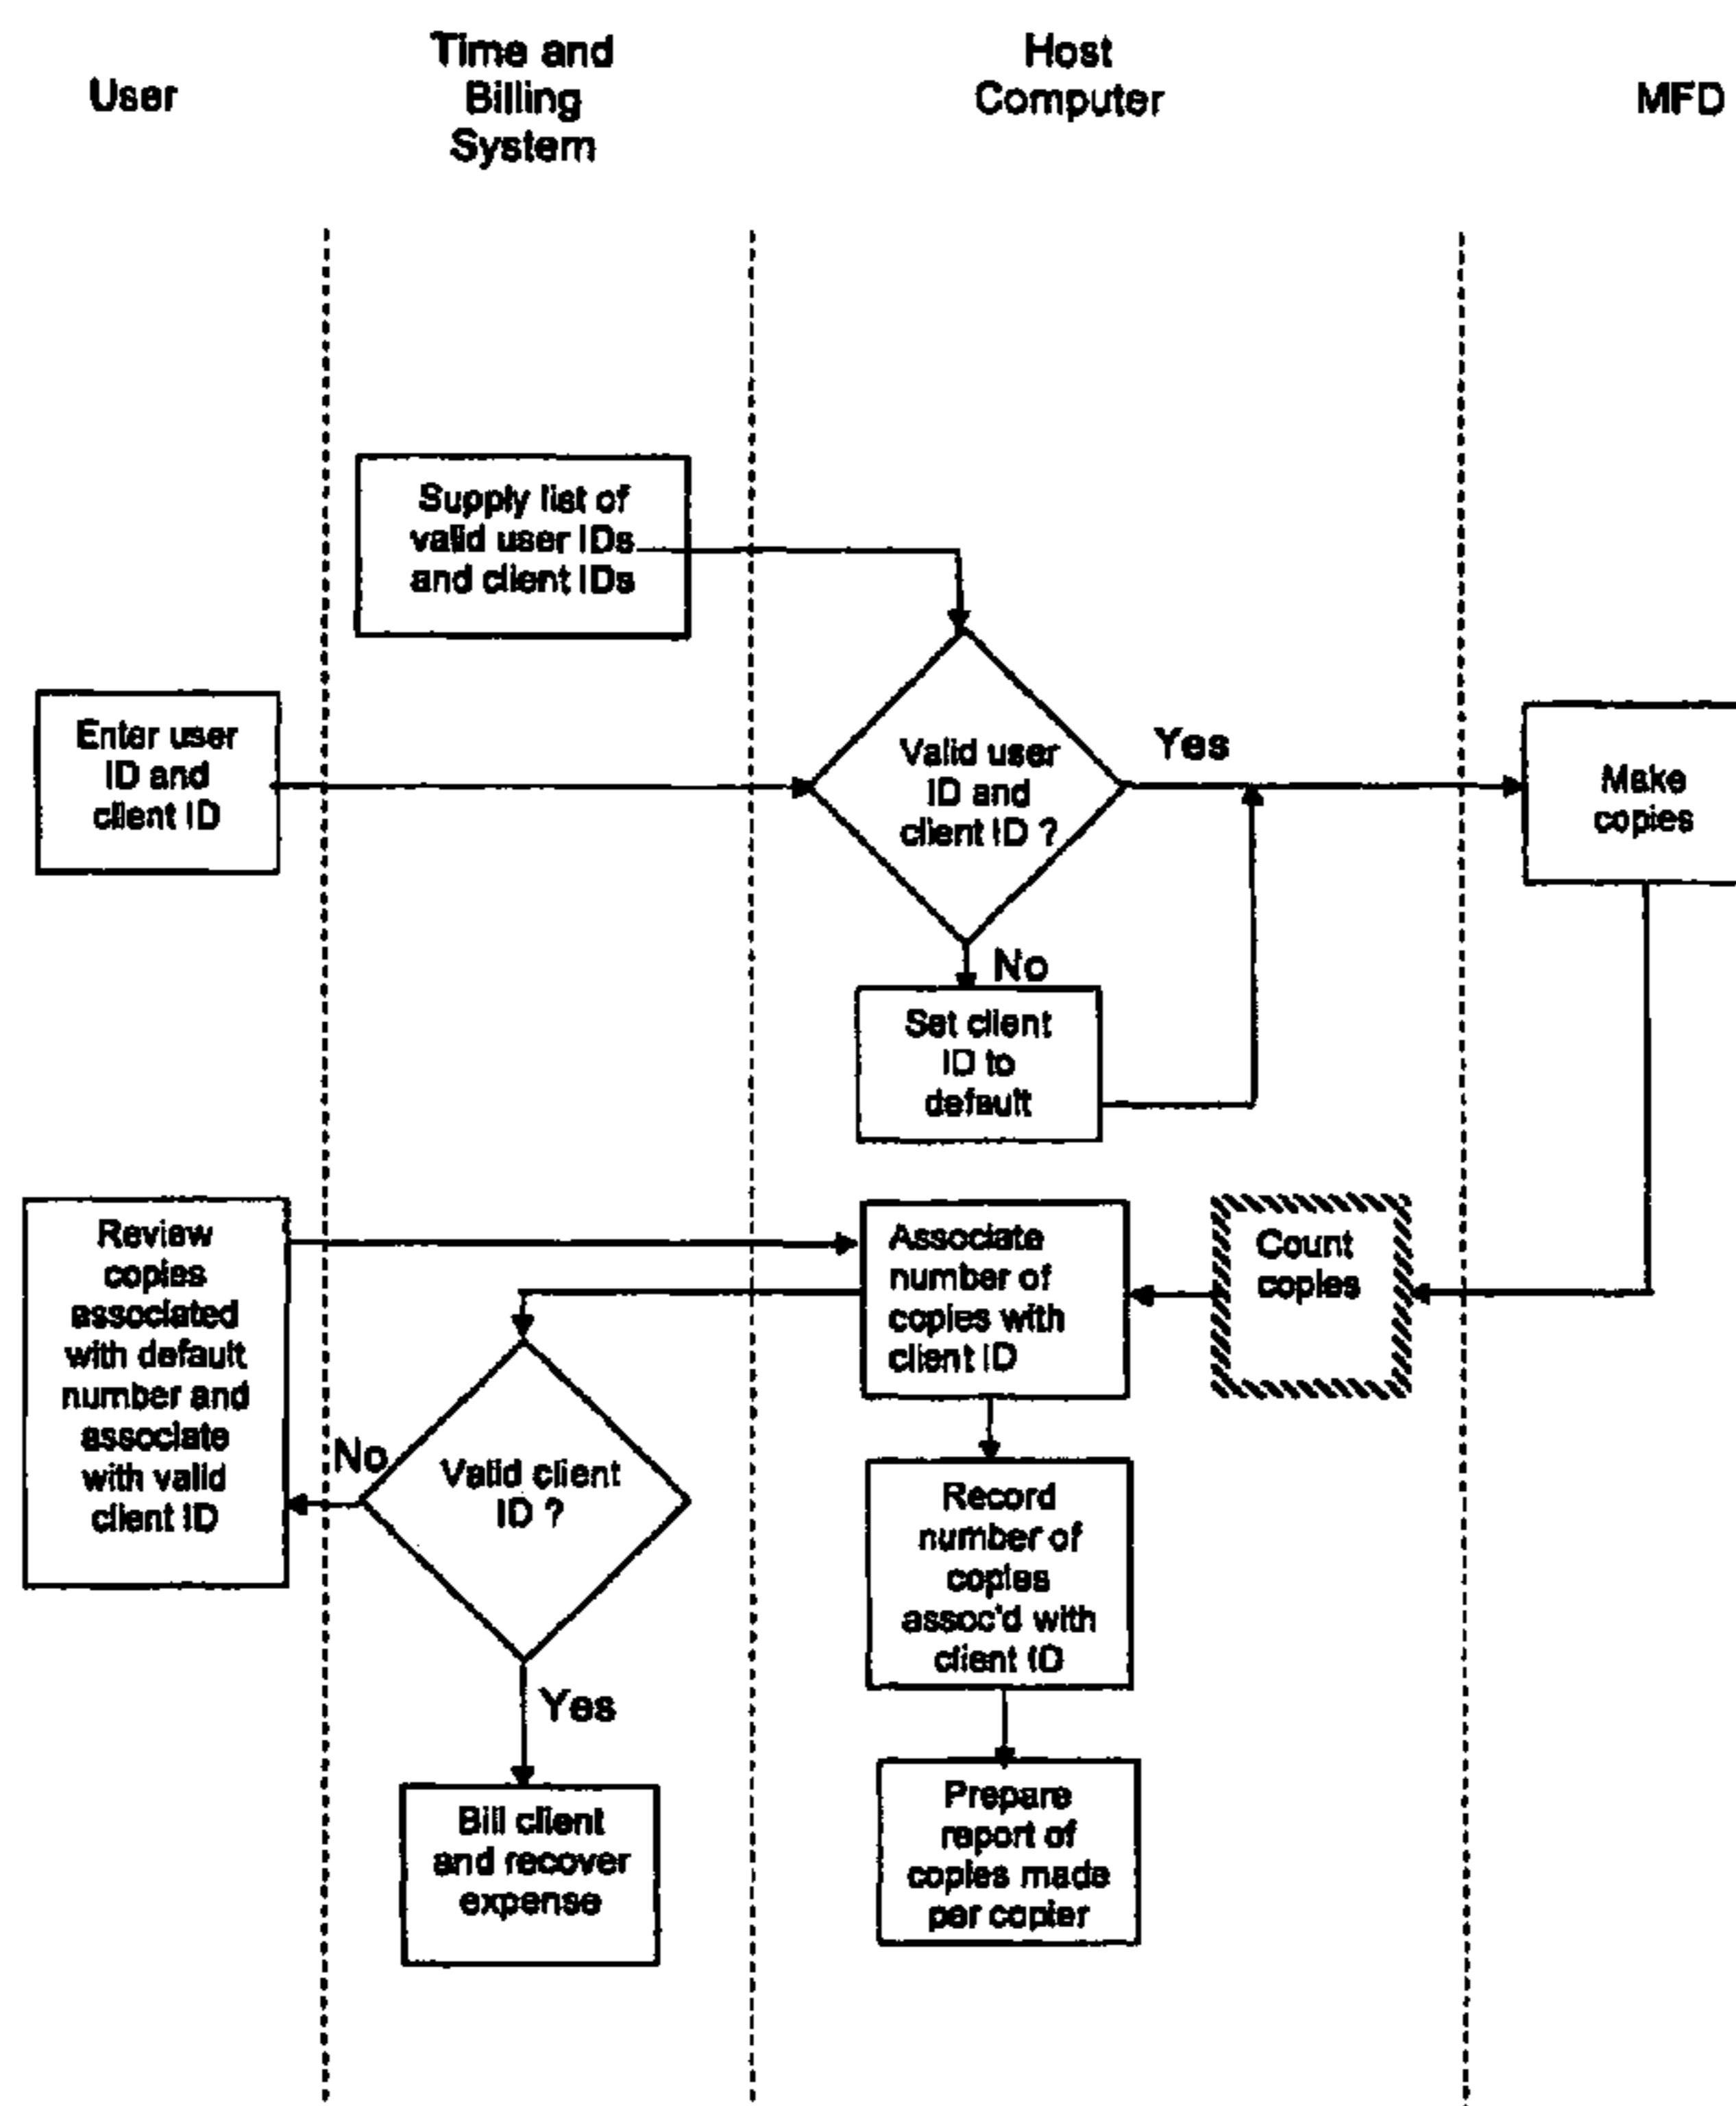 User
Time and
Billing
System
Host
Computer
MFD
Supply list of
valid user IDs
and client IDs
Enter user
ID and
client ID
Valid user
ID and
client ID ?
Yes
Make
copies
No
Set client
ID to
default
Review
copies
associated
with default
number and
associate
with valid
client ID
Associate
number of
copies with
client ID
Count
copies
No
Valid client
ID ?
Record
number of
copies
assoc'd with
client ID
Yes
Bill client
and recover
expense
Prepare
report of
copies made
per copier